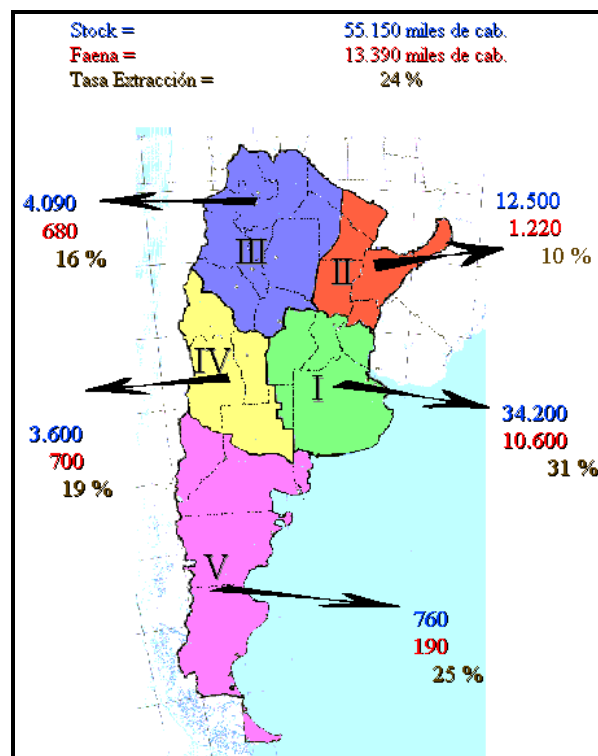 Stock = 55.150 miles de cab.
Faena = 13.390 miles de cab.
Tasa Extracción = 24 %
4.090
680
16 %
III
II
12.500
1.220
10 %
IV
I
3.600
700
19 %
34.200
10.600
31 %
V
760
190
25 %